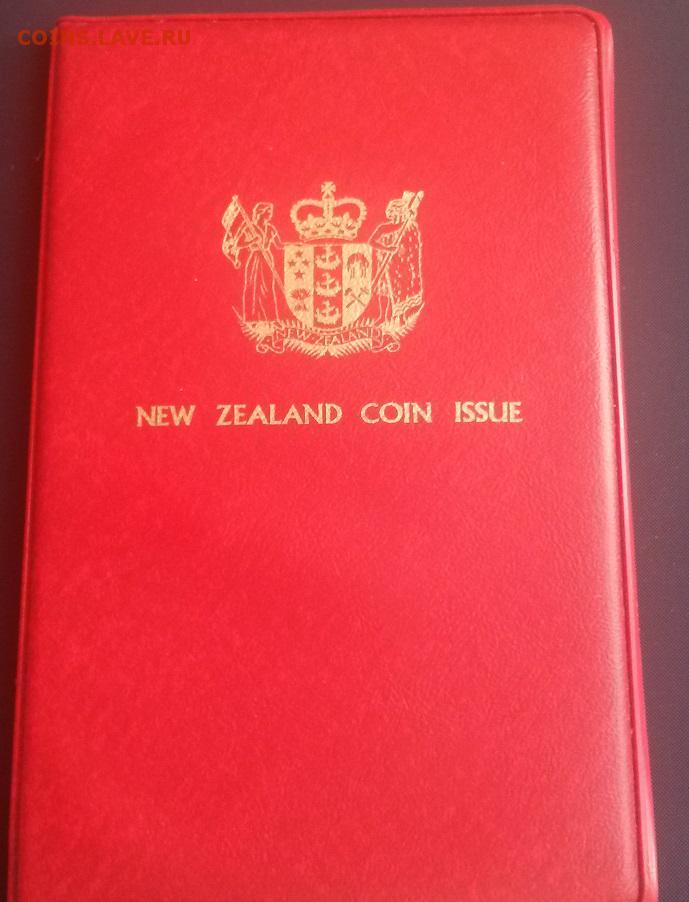 COINS.LAVE.RU
NEW ZEALAND
NEW ZEALAND COIN ISSUE